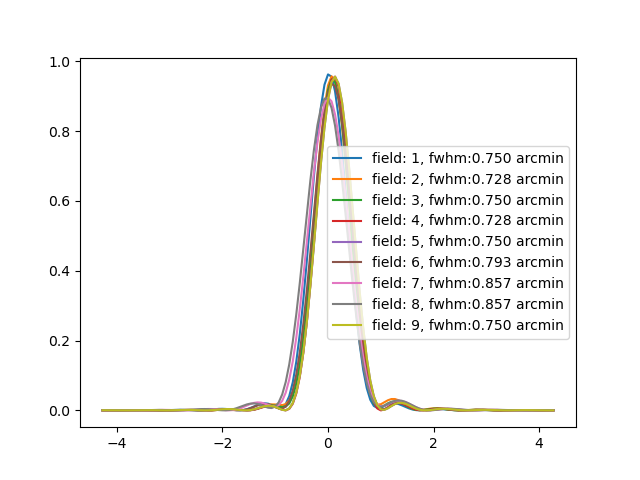 1.0
0.8
0.6
0.4
0.2
0.0
field: 1, fwhm:0.750 arcmin
field: 2, fwhm:0.728 arcmin
field: 3, fwhm:0.750 arcmin
field: 4, fwhm:0.728 arcmin
field: 5, fwhm:0.750 arcmin
field: 6, fwhm:0.793 arcmin
field: 7, fwhm:0.857 arcmin
field: 8, fwhm:0.857 arcmin
field: 9, fwhm:0.750 arcmin
−4 −2 0 2 4